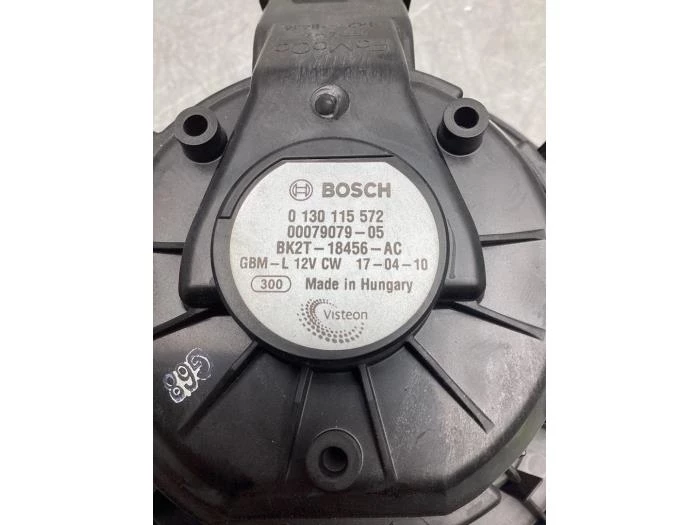 FoMoCo
BOSCH
0 130 115 572
00079079-05
BK2T-18456-AC
GBM-L 12V CW 17-04-10
300 Made in Hungary
Visteon